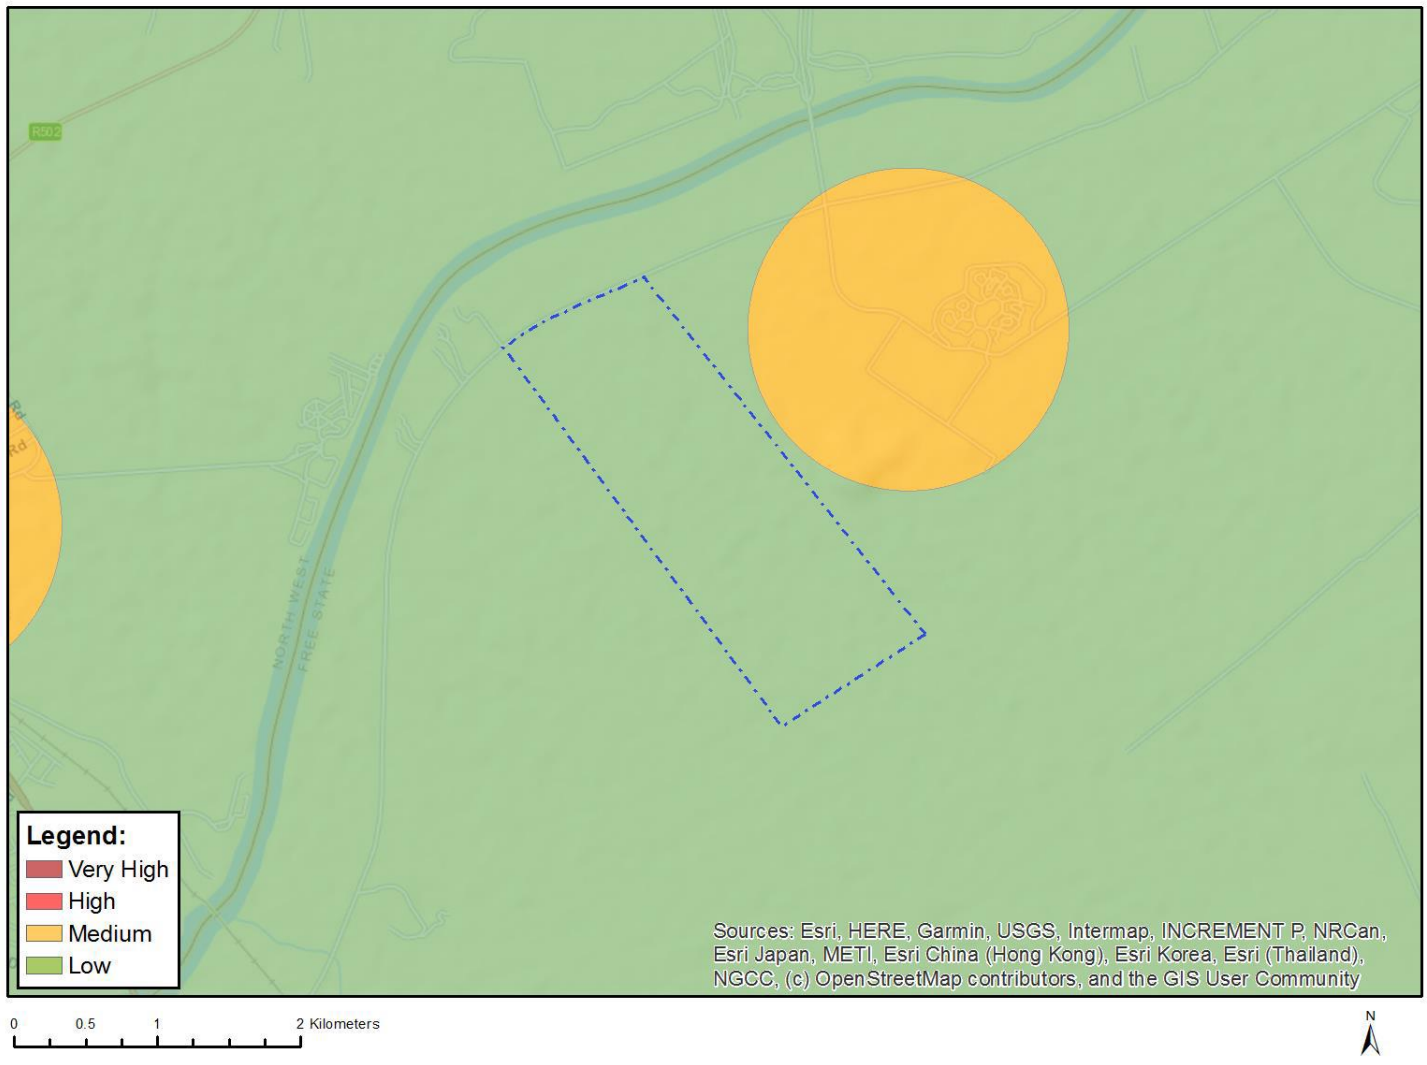 R502
Rd
Rd
NORTH WEST
FREE STATE
Legend:
Very High
High
Medium
Low
Sources: Esri, HERE, Garmin, USGS, Intermap, INCREMENT P, NRCan,
Esri Japan, METI, Esri China (Hong Kong), Esri Korea, Esri (Thailand),
NGCC, (c) OpenStreetMap contributors, and the GIS User Community
0 0.5 1 2 Kilometers
N